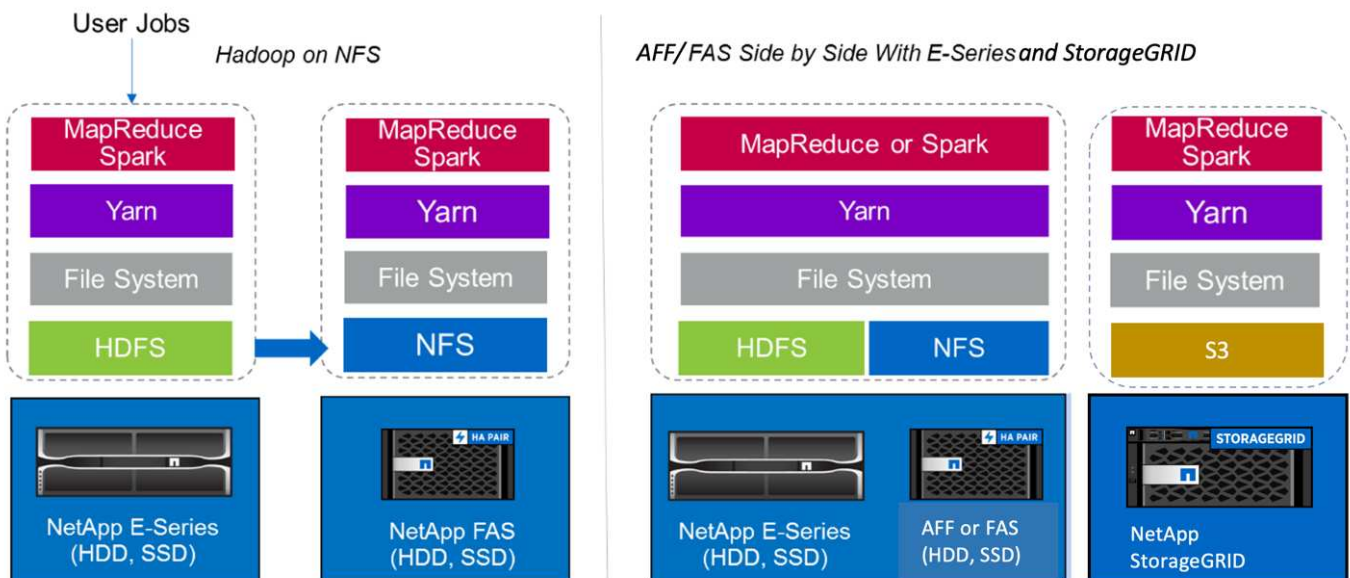 User Jobs
Hadoop on NFS
MapReduce
Spark
Yarn
File System
HDFS
NetApp E-Series
(HDD, SSD)
MapReduce
Spark
Yarn
File System
NFS
HA PAIR
NetApp FAS
(HDD, SSD)
AFF/FAS Side by Side With E-Series and StorageGRID
MapReduce or Spark
Yarn
File System
HDFS
NFS
NetApp E-Series
(HDD, SSD)
HA PAIR
AFF or FAS
(HDD, SSD)
MapReduce
Spark
Yarn
File System
S3
STORAGEGRID
NetApp
StorageGRID